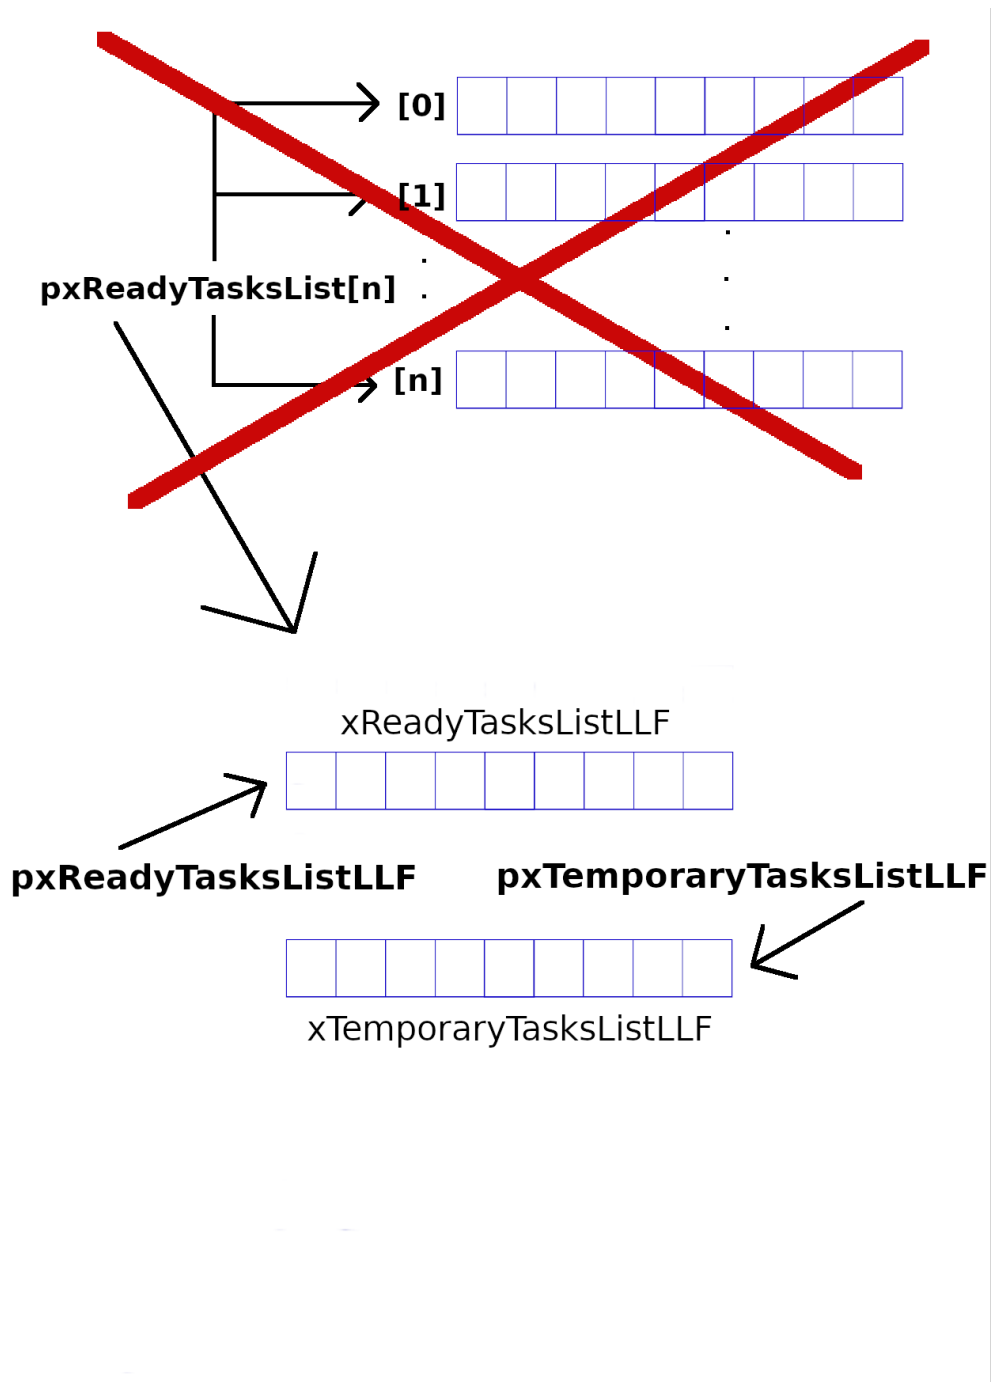 [0]
[1]
pxReadyTasksList[n]
[n]
xReadyTasksListLLF
pxReadyTasksListLLF
pxTemporaryTasksListLLF
xTemporaryTasksListLLF